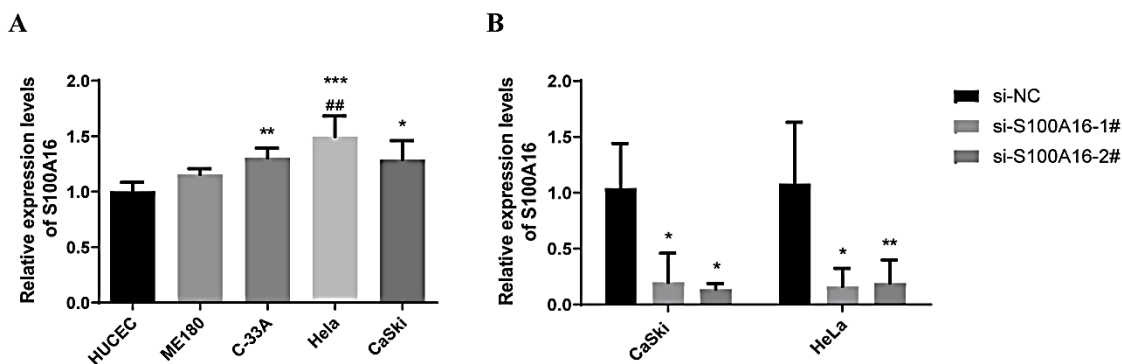 A
Relative expression levels
of S100A16
2.0
1.5
1.0
0.5
0.0
**
***
##
*
HUCEC
ME180
C-33A
Hela
CaSki
B
Relative expression levels
of S100A16
2.0
1.5
1.0
0.5
0.0
*
*
*
**
CaSki
HeLa
si-NC
si-S100A16-1#
si-S100A16-2#